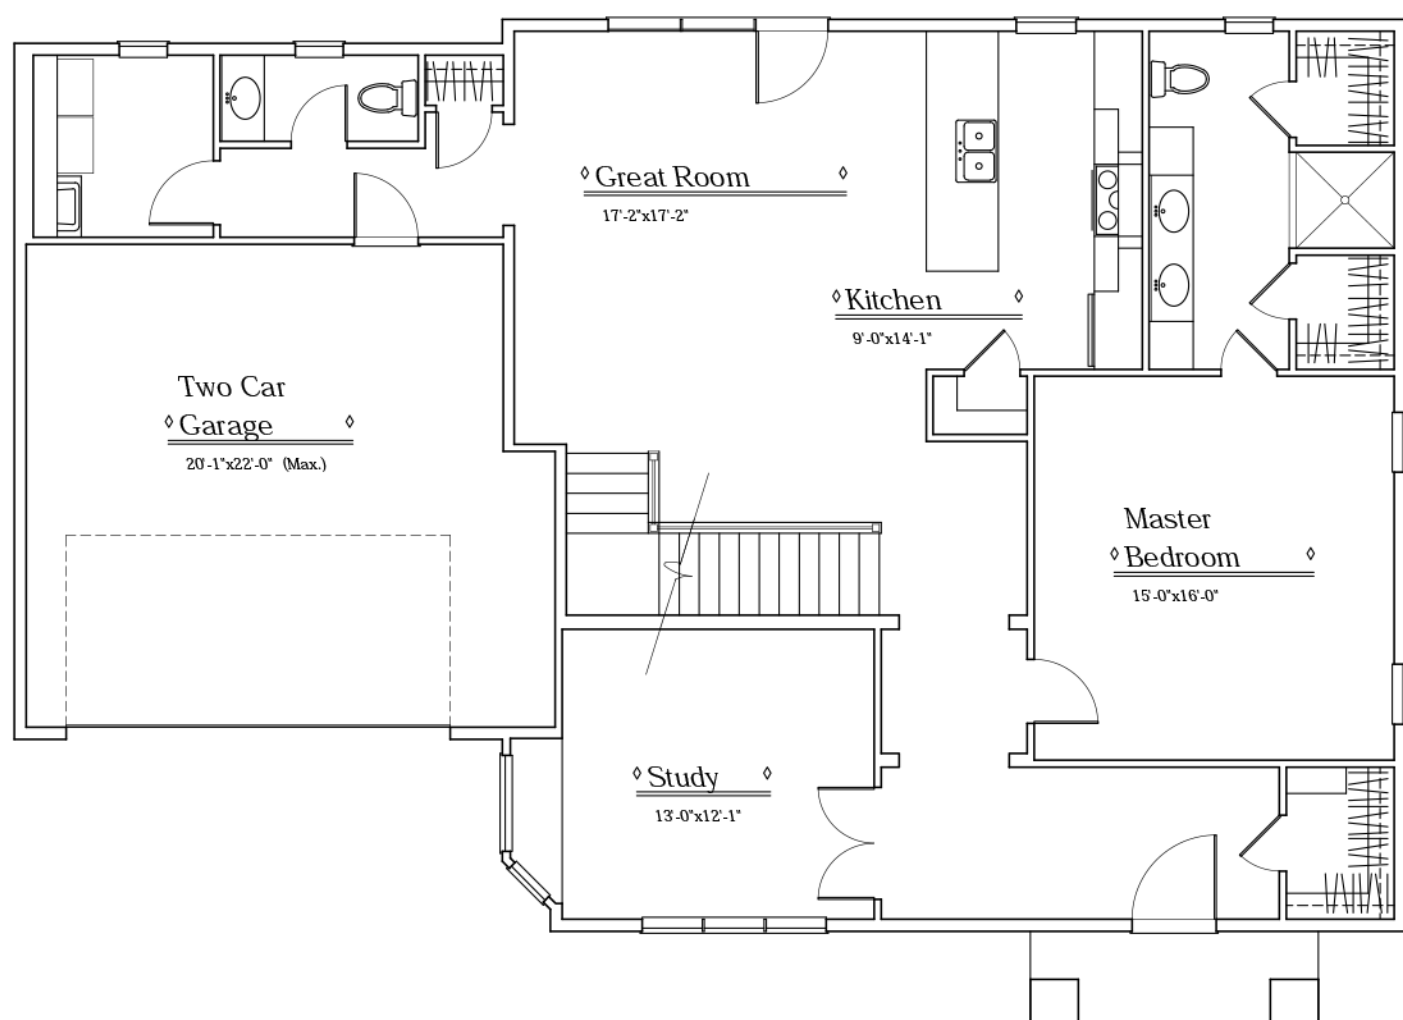 Great Room
17'-2"x17'-2"
Kitchen
9'-0"x14'-1"
Two Car
Garage
20'-1"x22'-0" (Max.)
Master
Bedroom
15'-0"x16'-0"
Study
13'-0"x12'-1"